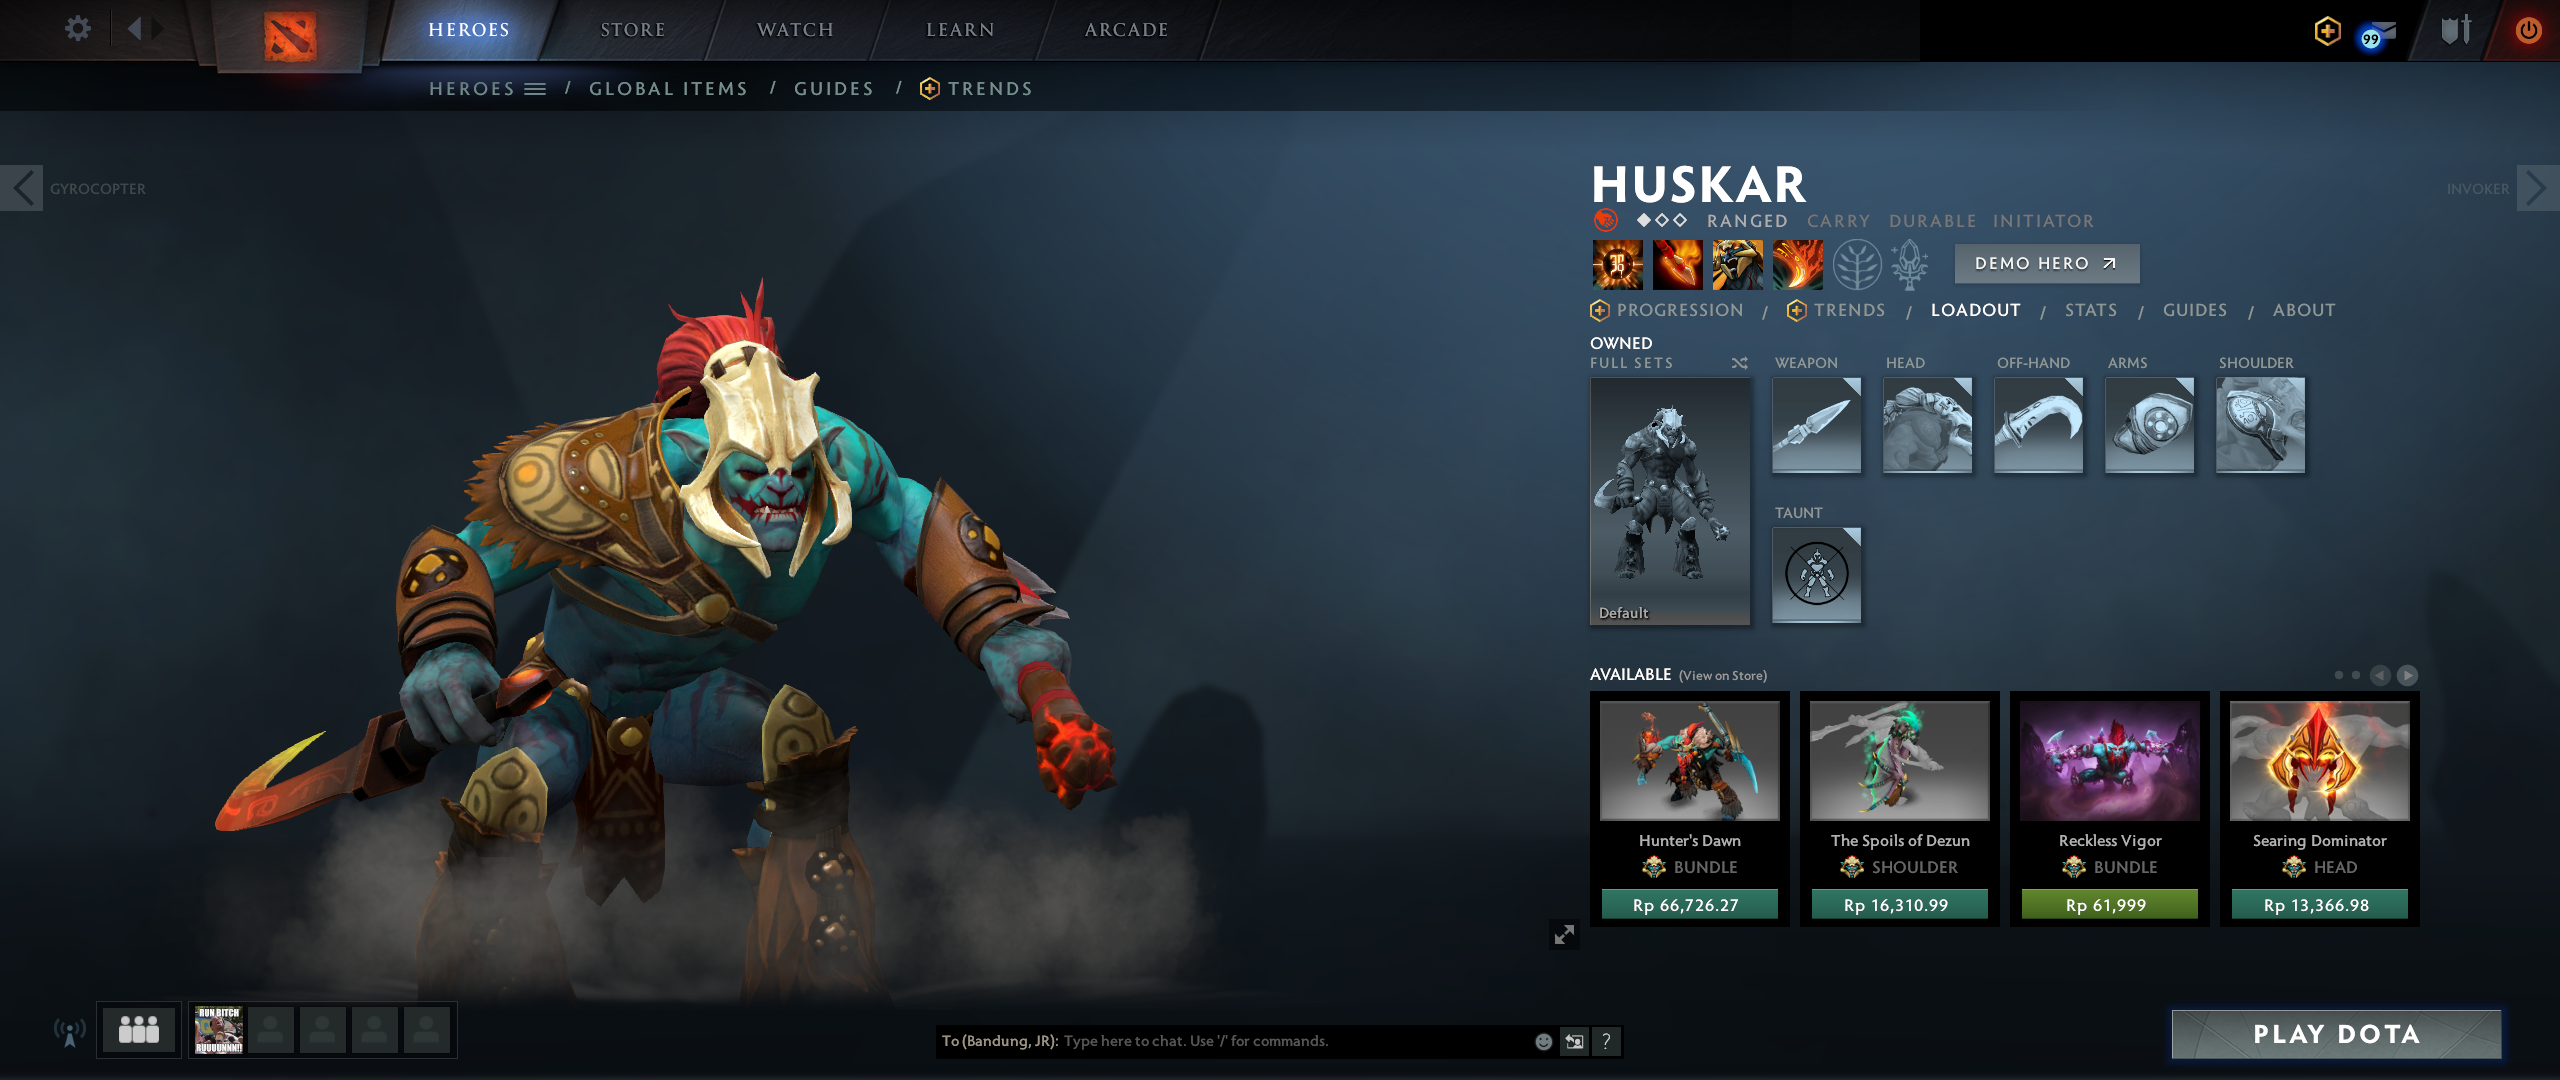 HEROES
STORE
WATCH
LEARN
ARCADE
99
HEROES / GLOBAL ITEMS / GUIDES / TRENDS
GYROCOPTER
INVOKER
HUSKAR
RANGED CARRY DURABLE INITIATOR
DEMO HERO
PROGRESSION / TRENDS / LOADOUT / STATS / GUIDES / ABOUT
OWNED
FULL SETS
WEAPON
HEAD
OFF-HAND
ARMS
SHOULDER
TAUNT
Default
AVAILABLE (View on Store)
Hunter's Dawn
BUNDLE
Rp 66,726.27
The Spoils of Dezun
SHOULDER
Rp 16,310.99
Reckless Vigor
BUNDLE
Rp 61,999
Searing Dominator
HEAD
Rp 13,366.98
RUN BITCH
RUUUUNNN!!
To (Bandung, JR): Type here to chat. Use '/' for commands.
?
PLAY DOTA